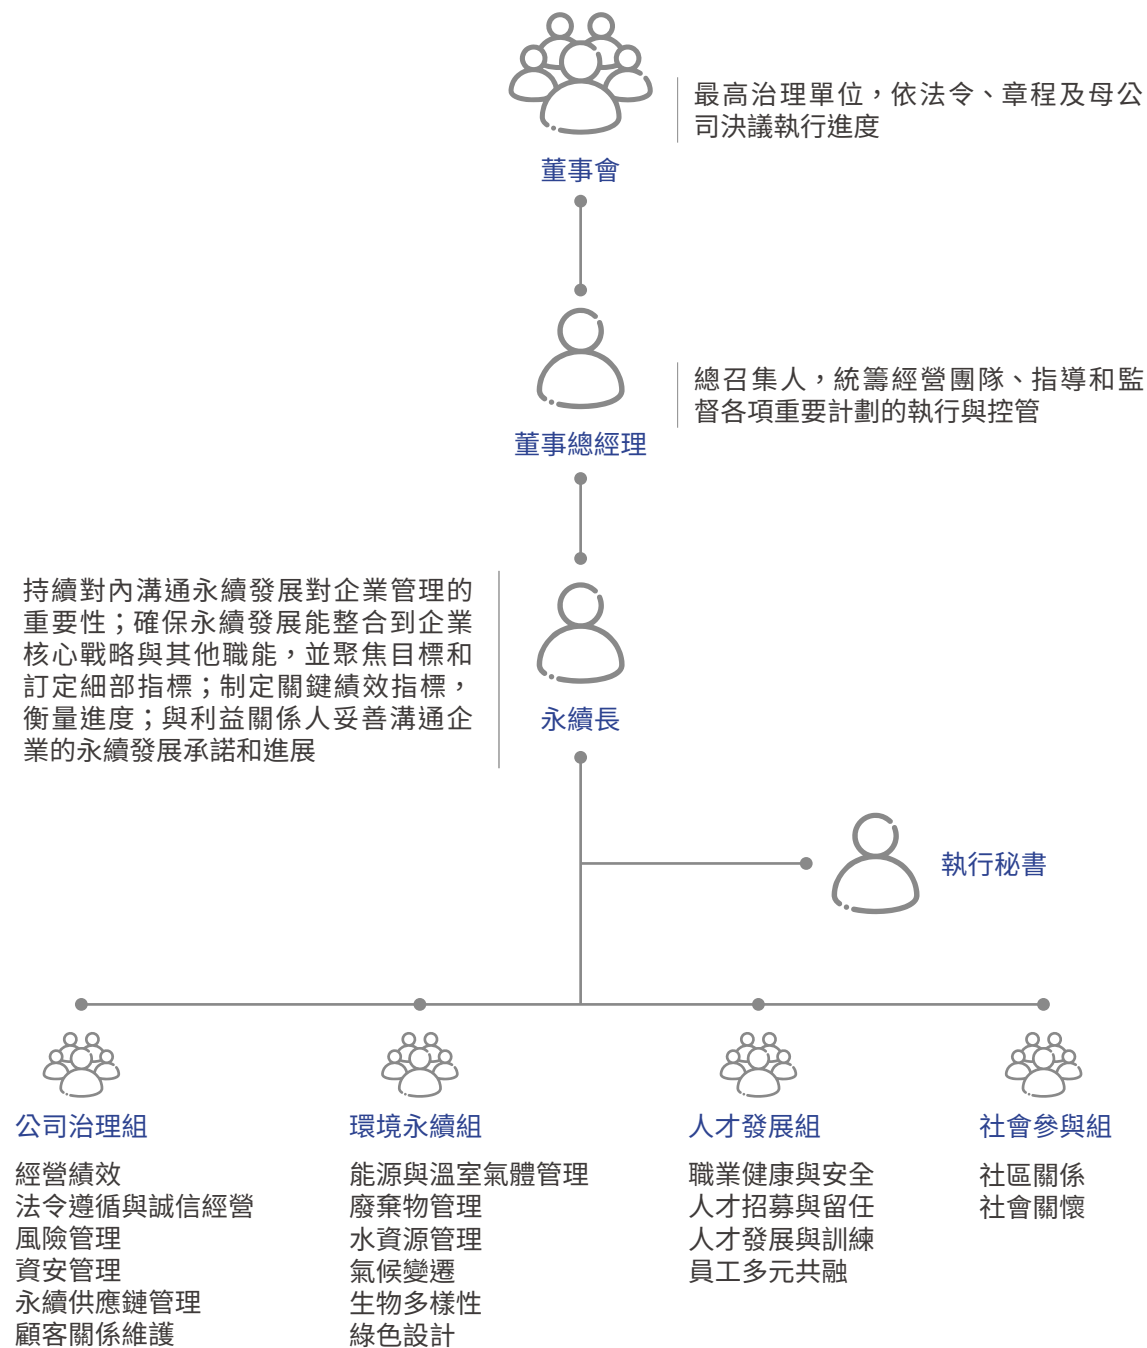 最高治理單位，依法令、章程及母公
司決議執行進度
董事會
總召集人，統籌經營團隊、指導和監
督各項重要計劃的執行與控管
董事總經理
持續對內溝通永續發展對企業管理的
重要性；確保永續發展能整合到企業
核心戰略與其他職能，並聚焦目標和
訂定細部指標；制定關鍵績效指標，
衡量進度；與利益關係人妥善溝通企
業的永續發展承諾和進展
永續長
執行秘書
公司治理組
經營績效
法令遵循與誠信經營
風險管理
資安管理
永續供應鏈管理
顧客關係維護
環境永續組
能源與溫室氣體管理
廢棄物管理
水資源管理
氣候變遷
生物多樣性
綠色設計
人才發展組
職業健康與安全
人才招募與留任
人才發展與訓練
員工多元共融
社會參與組
社區關係
社會關懷